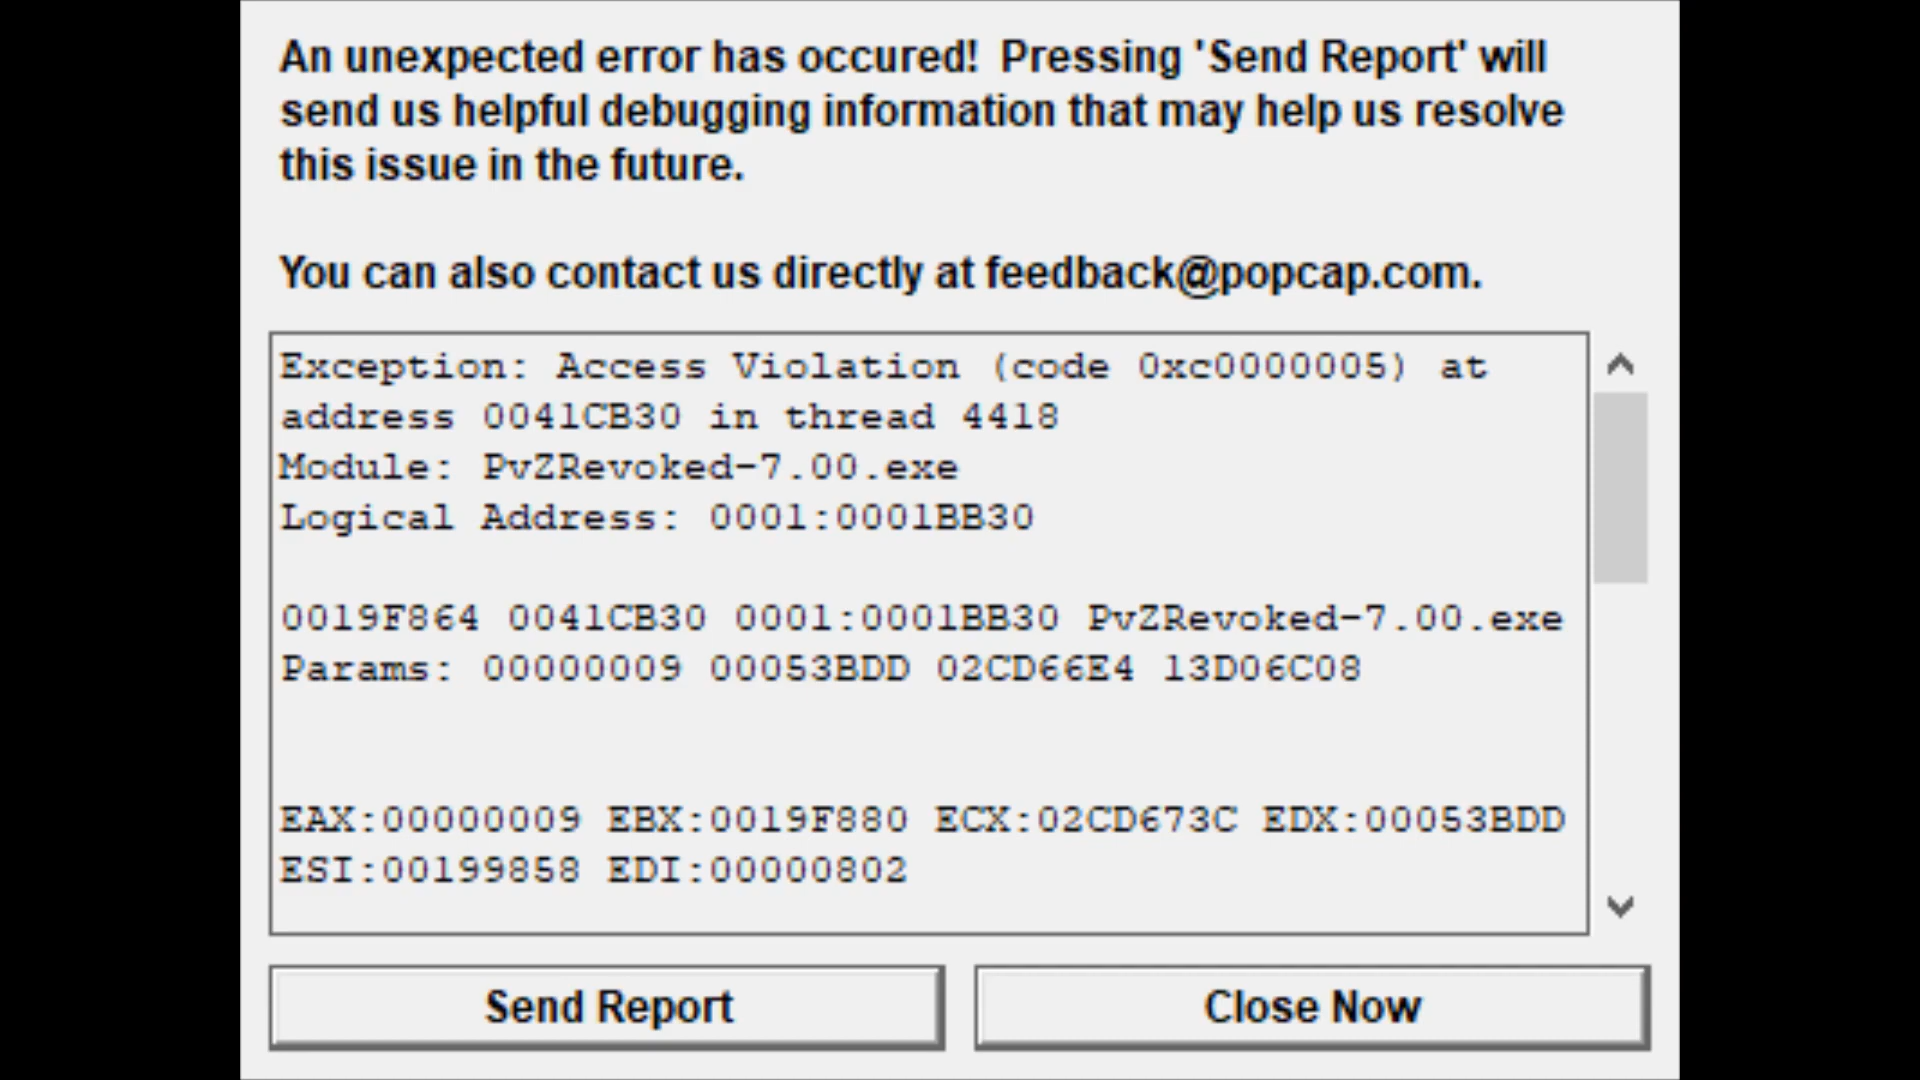 An unexpected error has occured!  Pressing 'Send Report' will
send us helpful debugging information that may help us resolve
this issue in the future.
You can also contact us directly at feedback@popcap.com.
Exception: Access Violation (code 0xc0000005) at
address 0041CB30 in thread 4418
Module: PvZRevoked-7.00.exe
Logical Address: 0001:0001BB30
0019F864 0041CB30 0001:0001BB30 PvZRevoked-7.00.exe
Params: 00000009 00053BDD 02CD66E4 13D06C08
EAX:00000009 EBX:0019F880 ECX:02CD673C EDX:00053BDD
ESI:00199858 EDI:00000802
Send Report
Close Now